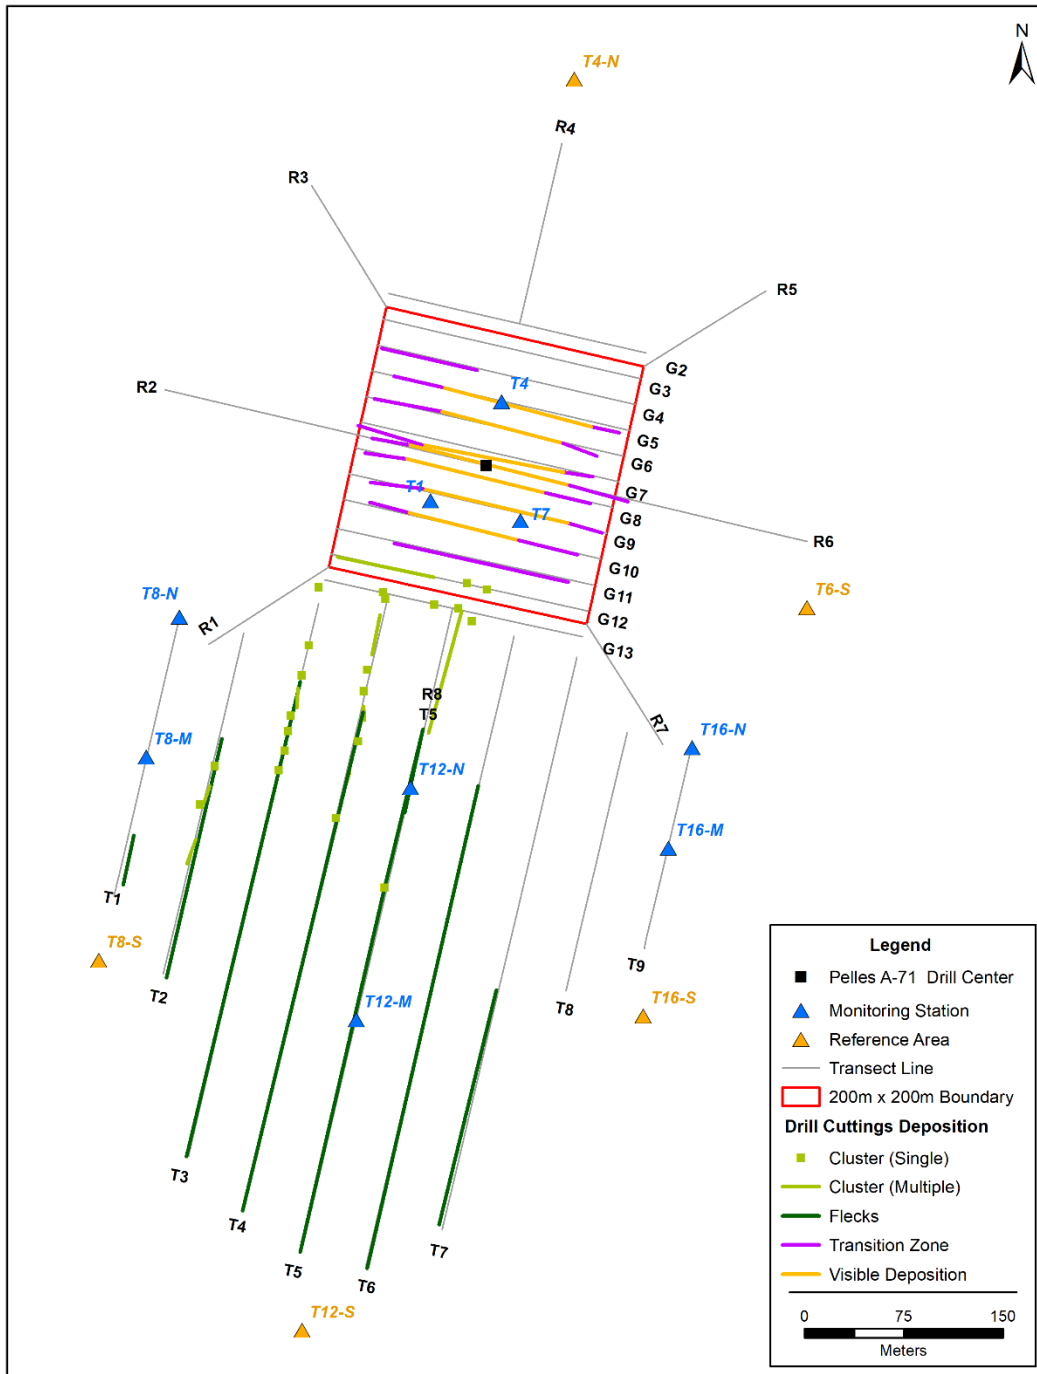 N
T4-N
R4
R3
R5
G2
G3
T4
R2
G4
G5
G6
G7
T1
G8
T7
G9
R6
G10
G11
T8-N
T6-S
G12
R1
G13
R8
T5
R7
T16-N
T8-M
T12-N
T16-M
T1
T8-S
T9
T2
T12-M
T8
T16-S
T3
T4
T7
T5
T6
T12-S
Legend
Pelles A-71 Drill Center
Monitoring Station
Reference Area
Transect Line
200m x 200m Boundary
Drill Cuttings Deposition
Cluster (Single)
Cluster (Multiple)
Flecks
Transition Zone
Visible Deposition
0 75 150
Meters